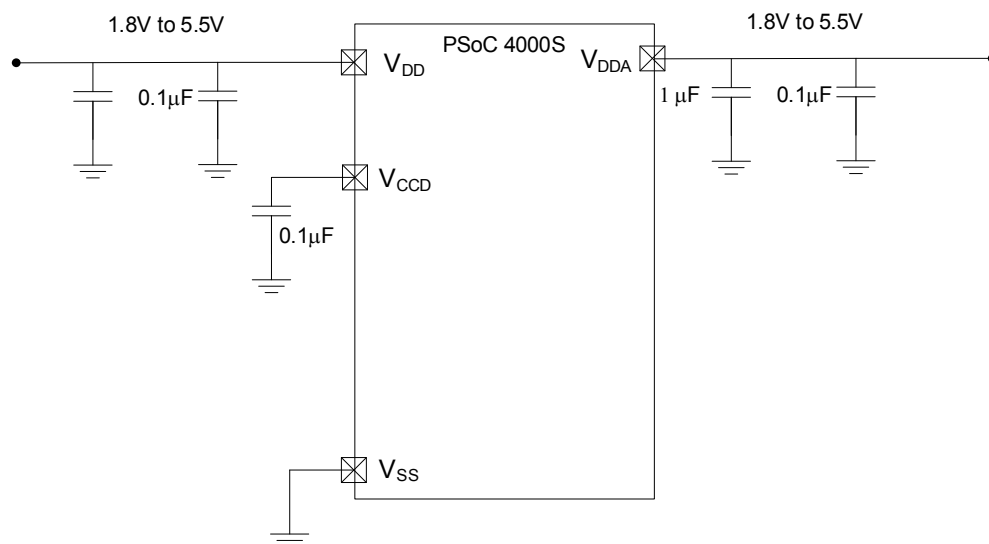 1.8V to 5.5V
1.8V to 5.5V
PSoC 4000S
VDD
VDDA
0.1μF
1 μF
0.1μF
VCCD
0.1μF
VSS